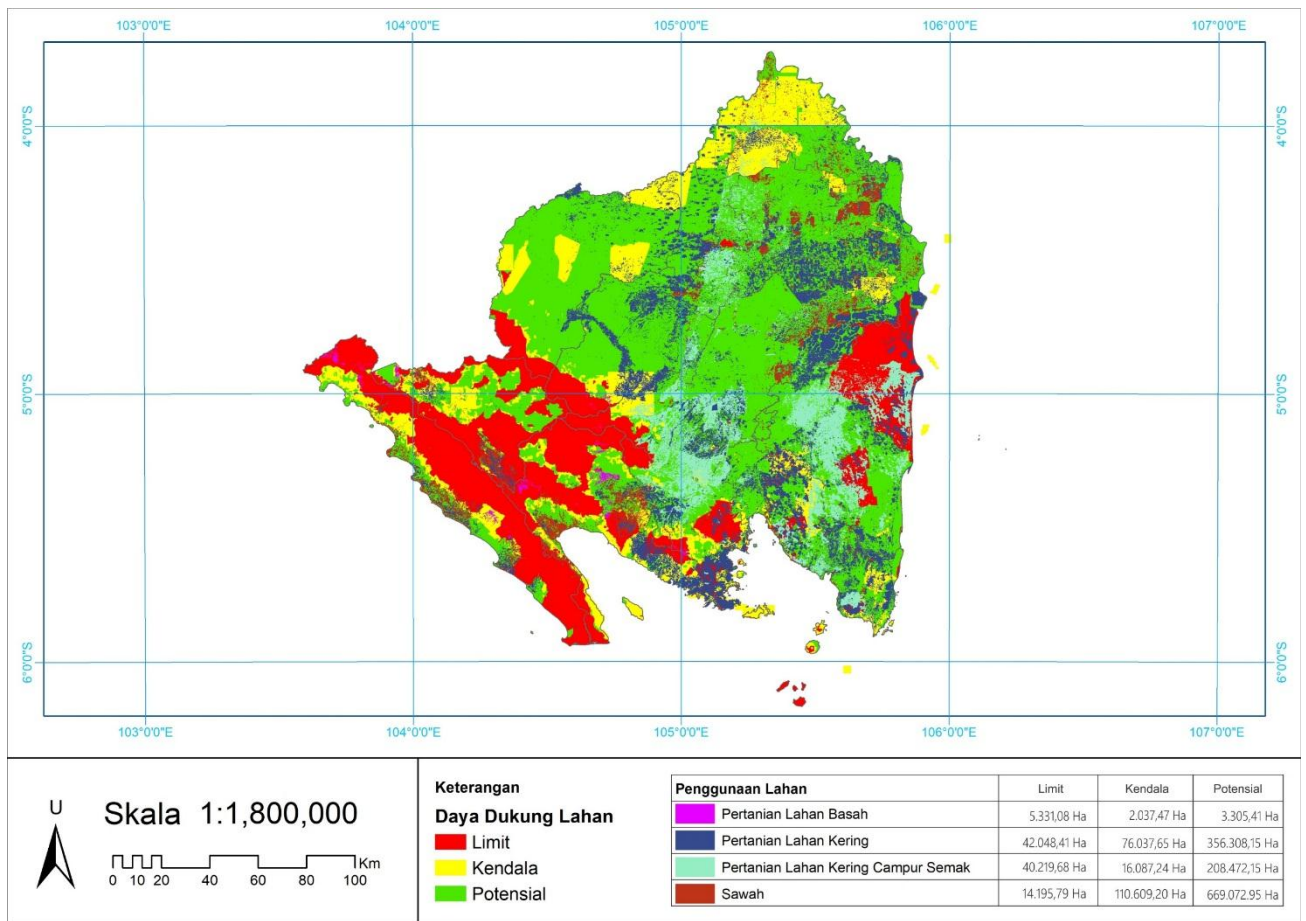 103°0'0"E 104°0'0"E 105°0'0"E 106°0'0"E 107°0'0"E
4°0'0"S 4°0'0"S
5°0'0"S 5°0'0"S
6°0'0"S 6°0'0"S
103°0'0"E 104°0'0"E 105°0'0"E 106°0'0"E 107°0'0"E
U
Skala 1:1,800,000
Km
0 10 20 40 60 80 100
Keterangan
Daya Dukung Lahan
Limit
Kendala
Potensial
Penggunaan Lahan Limit Kendala Potensial
Pertanian Lahan Basah 5.331,08 Ha 2.037,47 Ha 3.305,41 Ha
Pertanian Lahan Kering 42.048,41 Ha 76.037,65 Ha 356.308,15 Ha
Pertanian Lahan Kering Campur Semak 40.219,68 Ha 16.087,24 Ha 208.472,15 Ha
Sawah 14.195,79 Ha 110.609,20 Ha 669.072.95 Ha